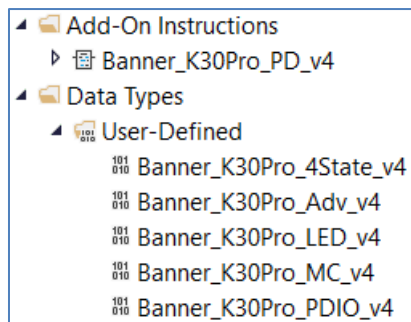 Add-On Instructions
Banner_K30Pro_PD_v4
Data Types
User-Defined
Banner_K30Pro_4State_v4
Banner_K30Pro_Adv_v4
Banner_K30Pro_LED_v4
Banner_K30Pro_MC_v4
Banner_K30Pro_PDIO_v4